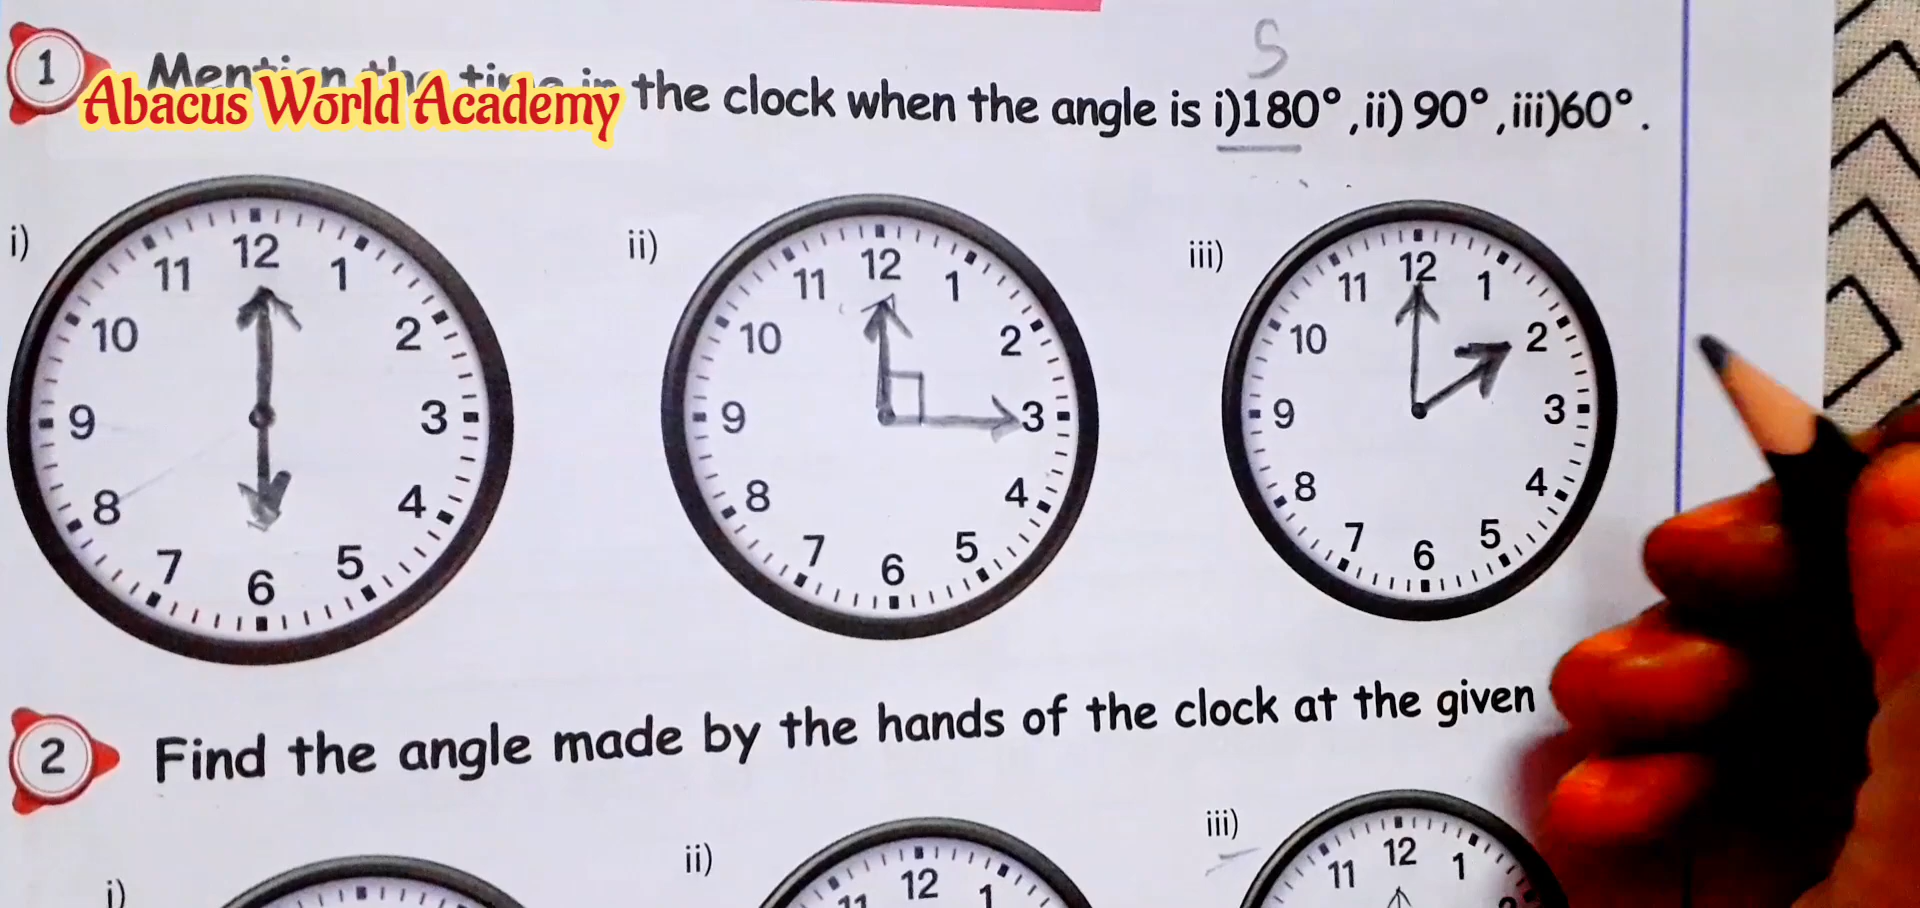 1
Abacus World Academy
the clock when the angle is i)180°, ii) 90°, iii)60°.
S
i)
12
11 1
10 2
9 3
8 4
7 5
6
ii)
12
11 1
10 2
9 3
8 4
7 5
6
iii)
12
11 1
10 2
9 3
8 4
7 5
6
2 Find the angle made by the hands of the clock at the given
i)
ii)
12
11 1
iii)
12
11 1